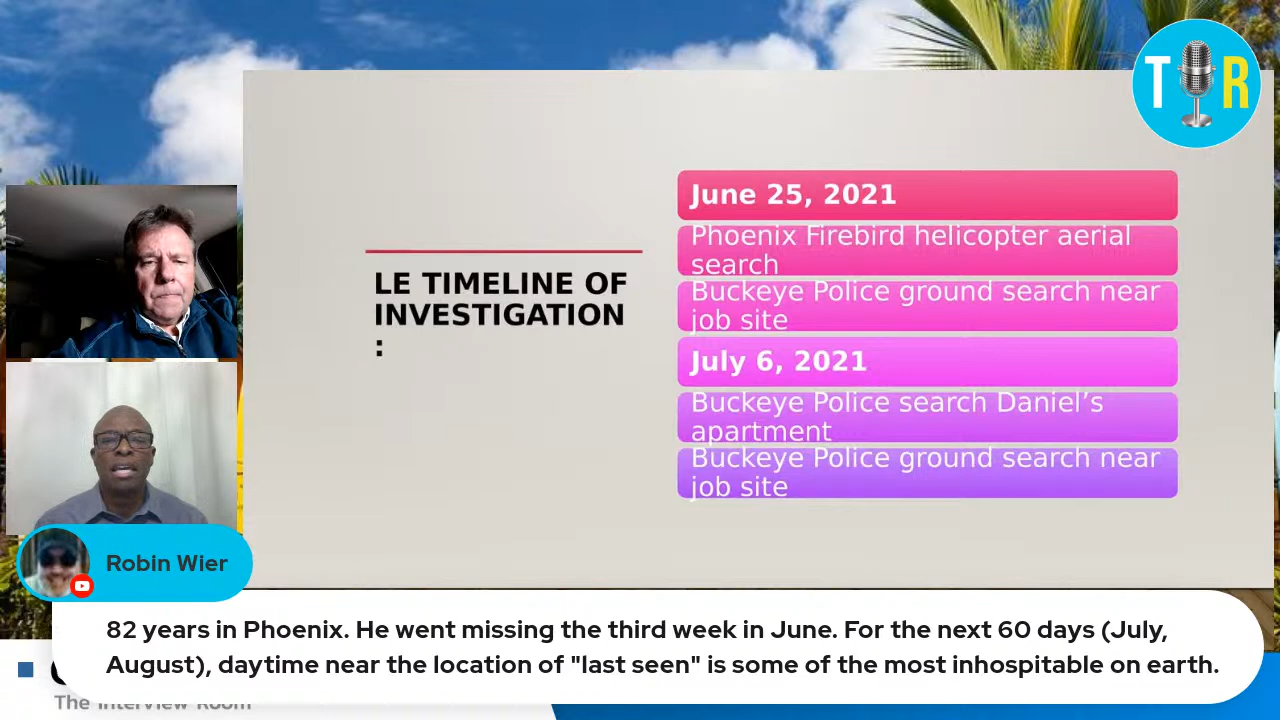 T R
June 25, 2021
Phoenix Firebird helicopter aerial
search
Buckeye Police ground search near
job site
LE TIMELINE OF
INVESTIGATION
:
July 6, 2021
Buckeye Police search Daniel’s
apartment
Buckeye Police ground search near
job site
Robin Wier
82 years in Phoenix. He went missing the third week in June. For the next 60 days (July,
August), daytime near the location of "last seen" is some of the most inhospitable on earth.
The Interview Room